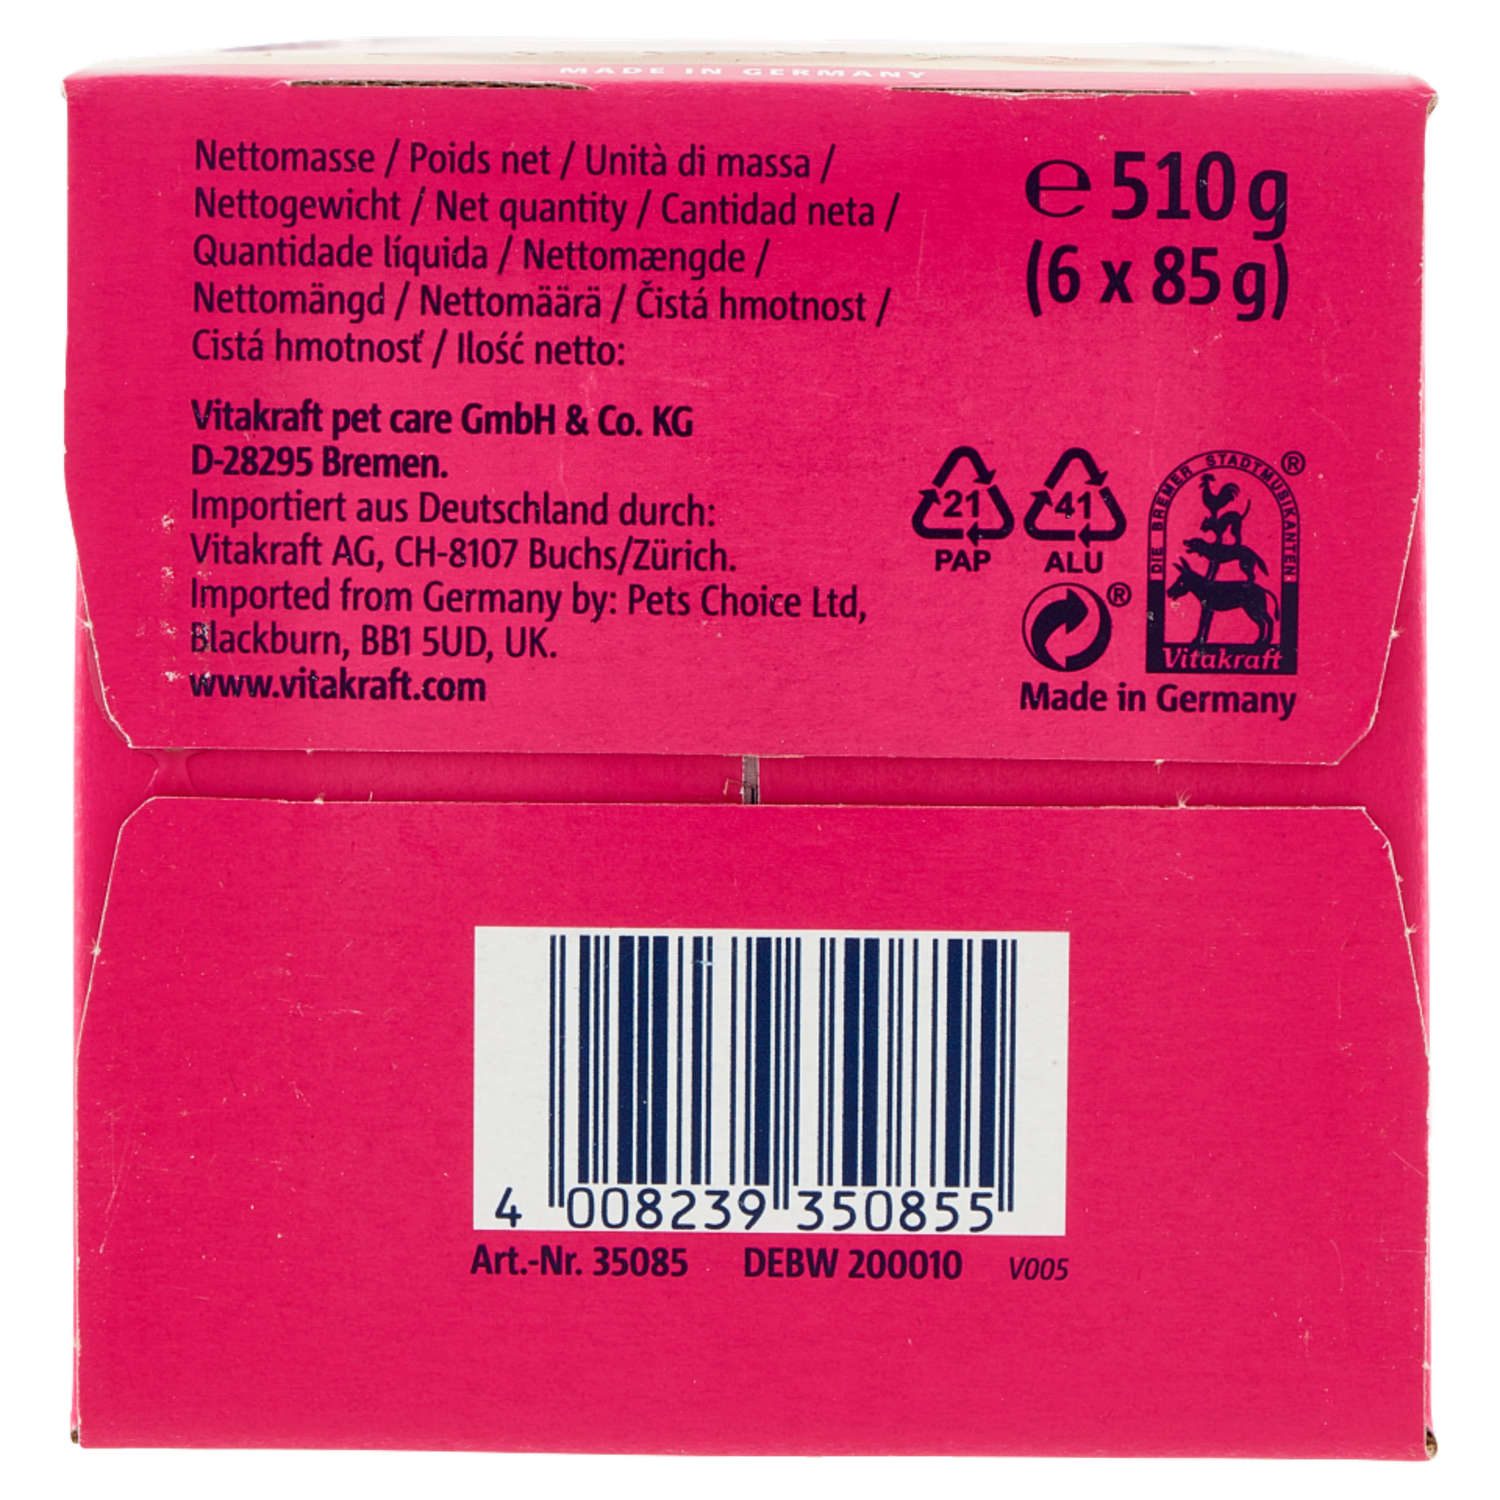 MADE IN GERMANY
Nettomasse / Poids net / Unità di massa /
Nettogewicht / Net quantity / Cantidad neta /
Quantidade líquida / Nettomængde /
Nettomängd / Nettomäärä / Čistá hmotnost /
Cistá hmotnosť / Ilość netto:
℮ 510 g
(6 x 85 g)
Vitakraft pet care GmbH & Co. KG
D-28295 Bremen.
Importiert aus Deutschland durch:
Vitakraft AG, CH-8107 Buchs/Zürich.
Imported from Germany by: Pets Choice Ltd,
Blackburn, BB1 5UD, UK.
www.vitakraft.com
21
PAP
41
ALU
®
DIE BREMER STADTMUSIKANTEN ®
Vitakraft
Made in Germany
4 008239 350855
Art.-Nr. 35085 DEBW 200010 V005